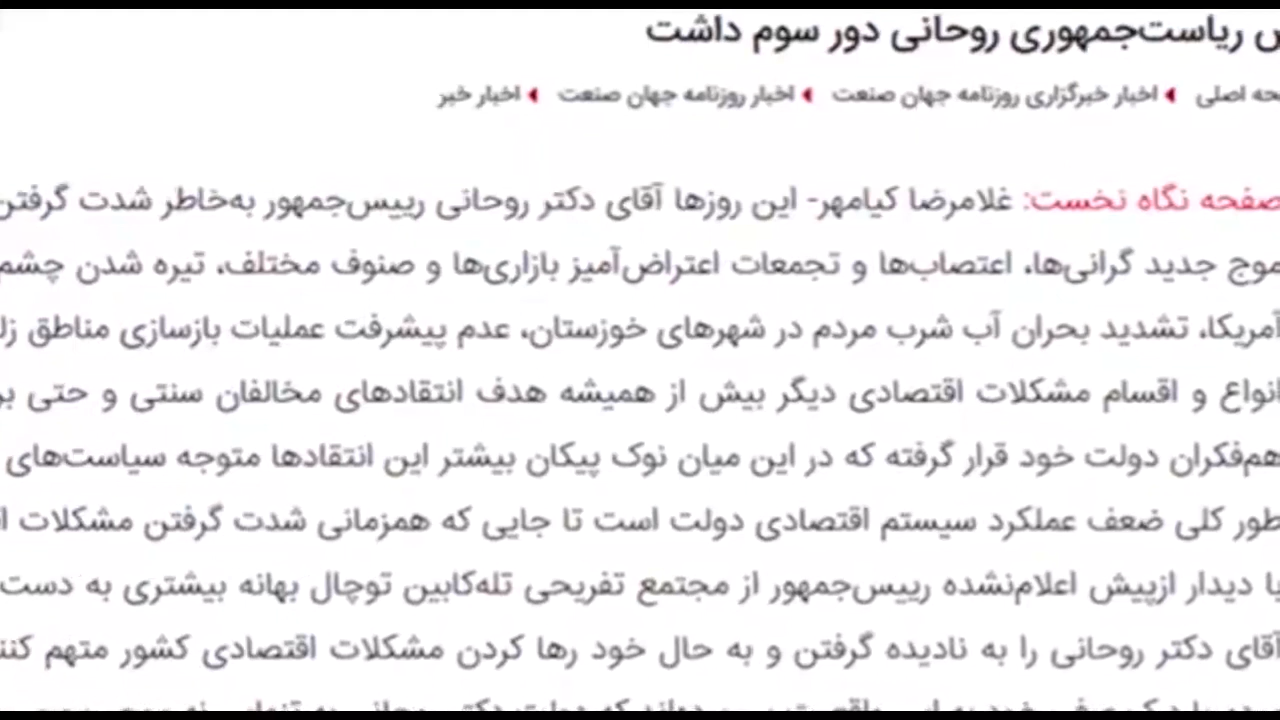 ریاست‌جمهوری روحانی دور سوم داشت
اصلی ◂ اخبار خبرگزاری روزنامه جهان صنعت ◂ اخبار روزنامه جهان صنعت ◂ اخبار خبر
صفحه نگاه نخست: غلامرضا کیامهر- این روزها آقای دکتر روحانی رییس‌جمهور به‌خاطر شدت گرفتن
موج جدید گرانی‌ها، اعتصاب‌ها و تجمعات اعتراض‌آمیز بازاری‌ها و صنوف مختلف، تیره شدن چشم
آمریکا، تشدید بحران آب شرب مردم در شهرهای خوزستان، عدم پیشرفت عملیات بازسازی مناطق
انواع و اقسام مشکلات اقتصادی دیگر بیش از همیشه هدف انتقادهای مخالفان سنتی و حتی
هم‌فکران دولت خود قرار گرفته که در این میان نوک پیکان بیشتر این انتقادها متوجه سیاست‌های
طور کلی ضعف عملکرد سیستم اقتصادی دولت است تا جایی که همزمانی شدت گرفتن مشکلات
با دیدار ازپیش اعلام‌نشده رییس‌جمهور از مجتمع تفریحی تله‌کابین توچال بهانه بیشتری به دست
آقای دکتر روحانی را به نادیده گرفتن و به حال خود رها کردن مشکلات اقتصادی کشور متهم